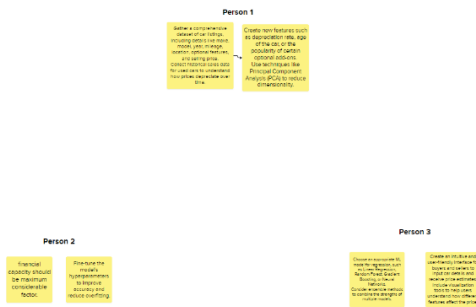 Person 1
Gather a comprehensive
dataset of car listings,
including details like make,
model, year, mileage,
location, optional features,
and selling price.
Collect historical sales data
for used cars to understand
how prices depreciate over
time.
Create new features such
as depreciation rate, age
of the car, or the
popularity of certain
optional add-ons.
Use techniques like
Principal Component
Analysis (PCA) to reduce
dimensionality.
Person 2
financial
capacity should
be maximum
considerable
factor.
Fine-tune the
model's
hyperparameters
to improve
accuracy and
reduce overfitting.
Person 3
Choose an appropriate ML
model for regression, such
as Linear Regression,
Random Forest, Gradient
Boosting, or Neural
Networks.
Consider ensemble methods
to combine the strengths of
multiple models.
Create an intuitive and
user-friendly interface for
buyers and sellers to
input car details and
receive price estimates.
Include visualization
tools to help users
understand how differe
features affect the price